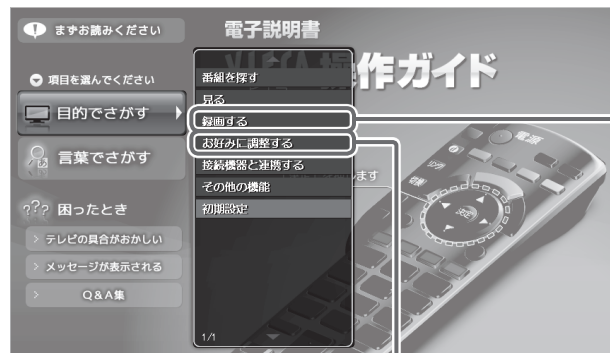 まずお読みください
電子説明書
操作ガイド
項目を選んでください
目的でさがす
言葉でさがす
困ったとき
テレビの具合がおかしい
メッセージが表示される
Q&A集
番組を探す
見る
録画する
お好みに調整する
接続機器と連携する
その他の機能
初期設定
1/1
ます
電源
決定